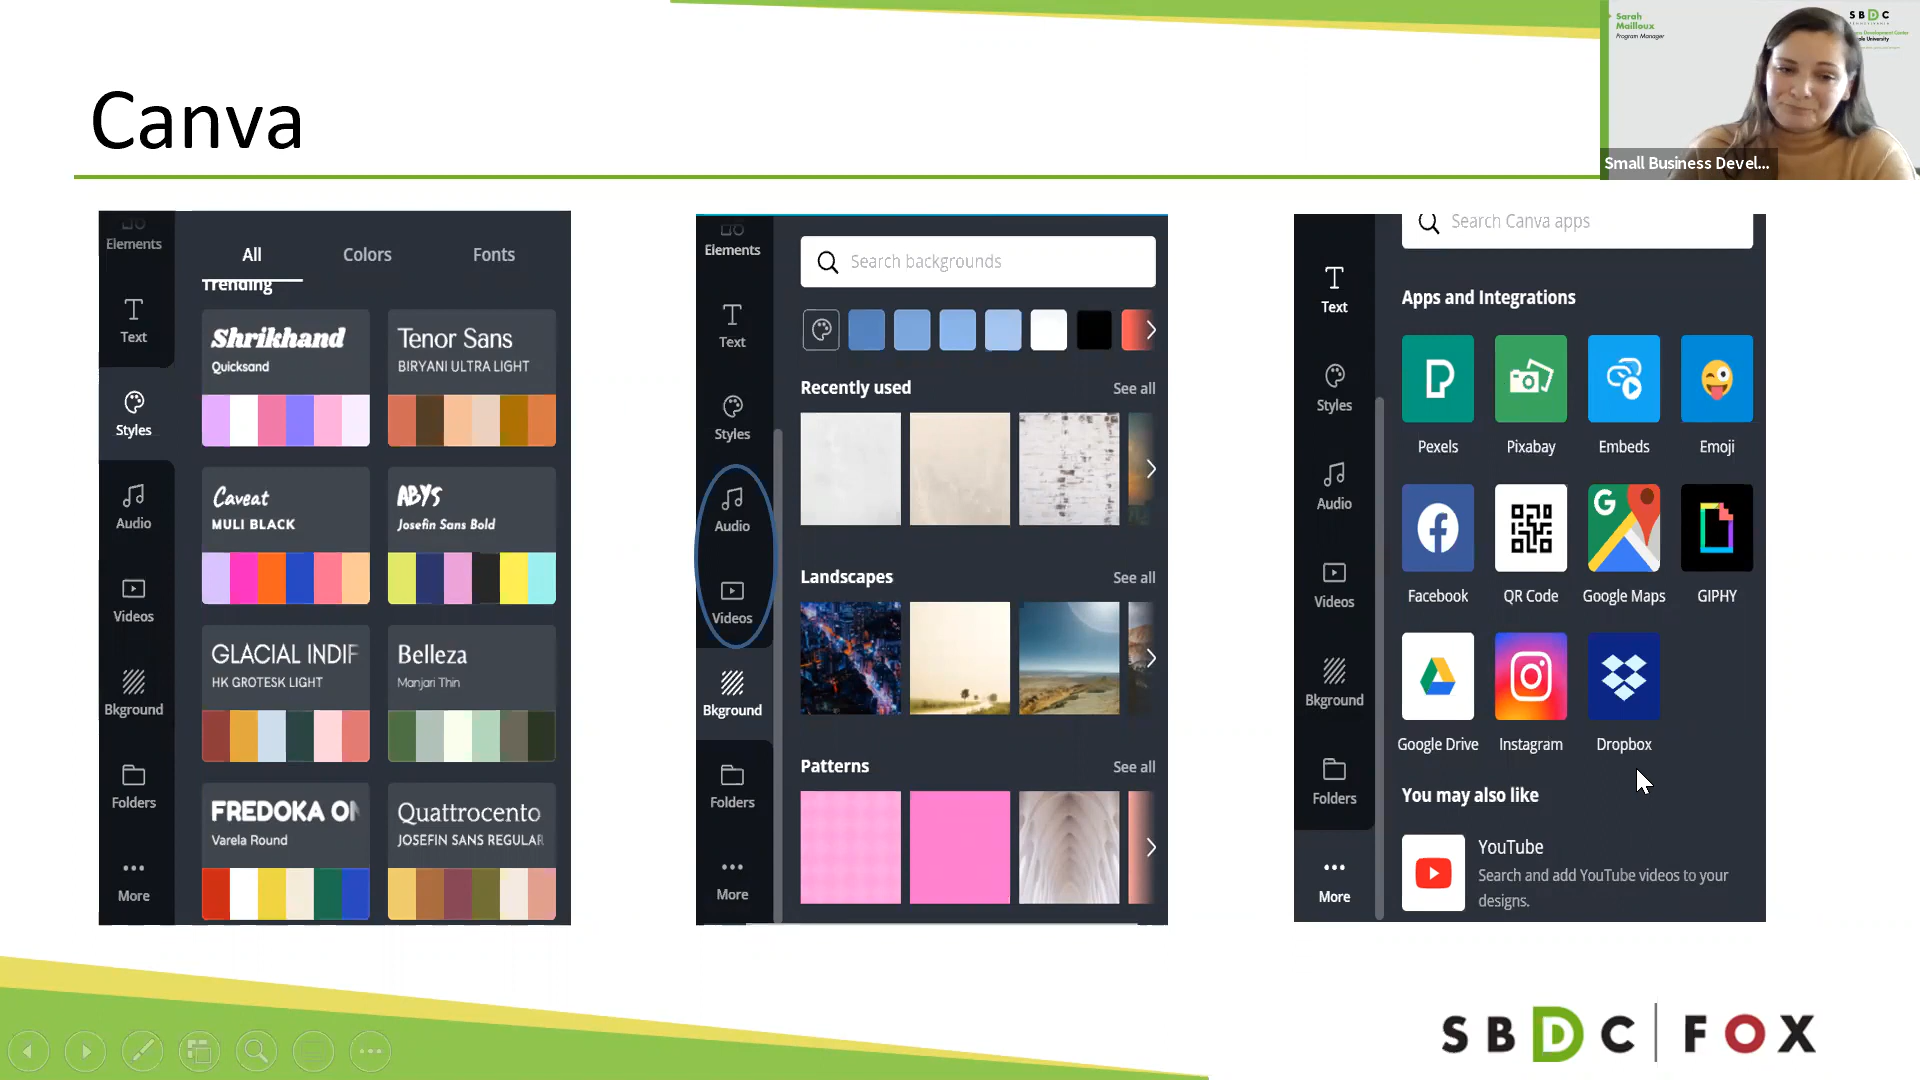 Canva
Sarah
Mailloux
Program Manager
SBDC
Small Business Devel...
Elements
Text
Styles
Audio
Videos
Bkground
Folders
More
All Colors Fonts
Trending
Shrikhand
Quicksand
Tenor Sans
BIRYANI ULTRA LIGHT
Caveat
MULI BLACK
ABYS
Josefin Sans Bold
GLACIAL INDIF
HK GROTESK LIGHT
Belleza
Manjari Thin
FREDOKA ON
Varela Round
Quattrocento
JOSEFIN SANS REGULAR
Elements
Text
Styles
Audio
Videos
Bkground
Folders
More
Search backgrounds
Recently used See all
Landscapes See all
Patterns See all
Text
Styles
Audio
Videos
Bkground
Folders
More
Search Canva apps
Apps and Integrations
Pexels Pixabay Embeds Emoji
Facebook QR Code Google Maps GIPHY
Google Drive Instagram Dropbox
You may also like
YouTube
Search and add YouTube videos to your
designs.
SBDC | FOX